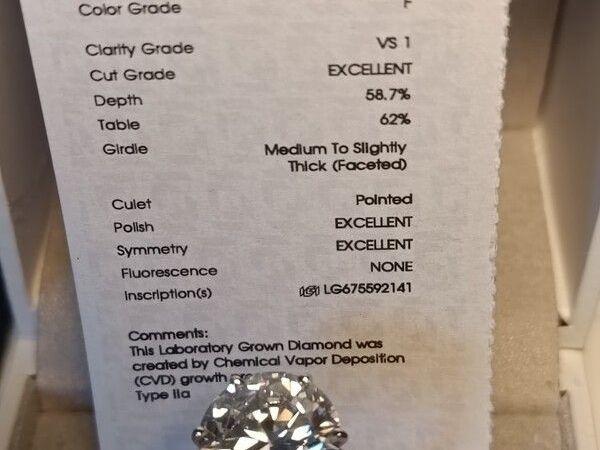 Color Grade F
Clarity Grade VS 1
Cut Grade EXCELLENT
Depth 58.7%
Table 62%
Girdle Medium To Slightly
Thick (Faceted)
Culet Pointed
Polish EXCELLENT
Symmetry EXCELLENT
Fluorescence NONE
Inscription(s) IGI LG675592141
Comments:
This Laboratory Grown Diamond was
created by Chemical Vapor Deposition
(CVD) growth
Type IIa